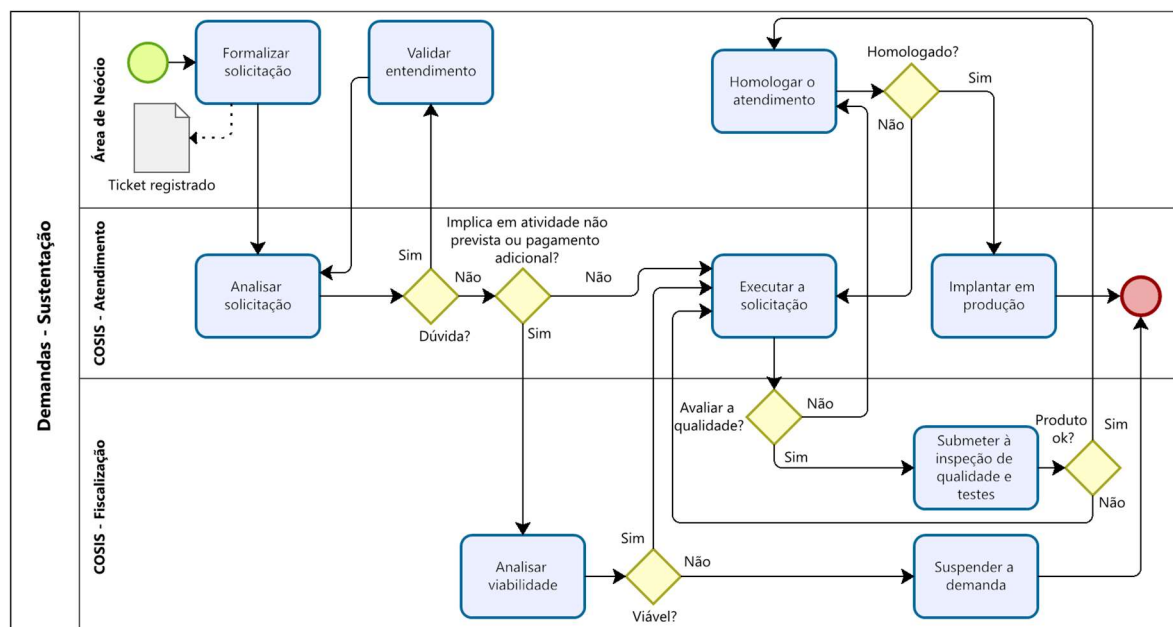 Demandas - Sustentação
Área de Neócio
Formalizar
solicitação
Ticket registrado
Validar
entendimento
Homologar o
atendimento
Homologado?
Sim
Não
COSIS - Atendimento
Analisar
solicitação
Sim
Dúvida?
Não
Implica em atividade não
prevista ou pagamento
adicional?
Não
Sim
Executar a
solicitação
Implantar em
produção
COSIS - Fiscalização
Avaliar a
qualidade?
Não
Sim
Submeter à
inspeção de
qualidade e
testes
Produto
ok?
Sim
Não
Analisar
viabilidade
Sim
Viável?
Não
Suspender a
demanda